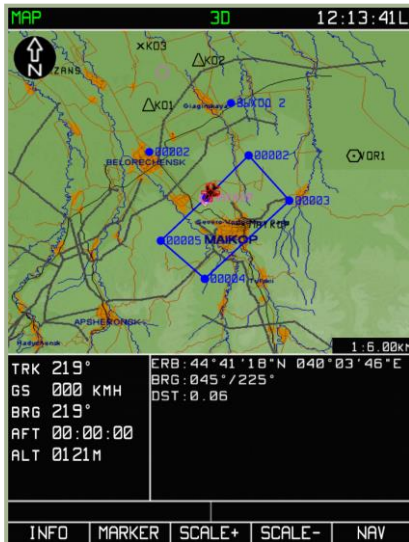 MAP 3D 12:13:41L
N
KO3
ZANS
KO2
KO1
Giaginskaya
ВЫХОД 2
00002
BELORECHENSK
00002
VOR1
00003
00005
MAIKOP
00004
Tulski
APSHERONSK
1:6.00KM
TRK 219°
GS 000 KMH
BRG 219°
AFT 00:00:00
ALT 0121M
ERB:44°41'18"N 040°03'46"E
BRG:045°/225°
DST:0.06
INFO MARKER SCALE+ SCALE- NAV